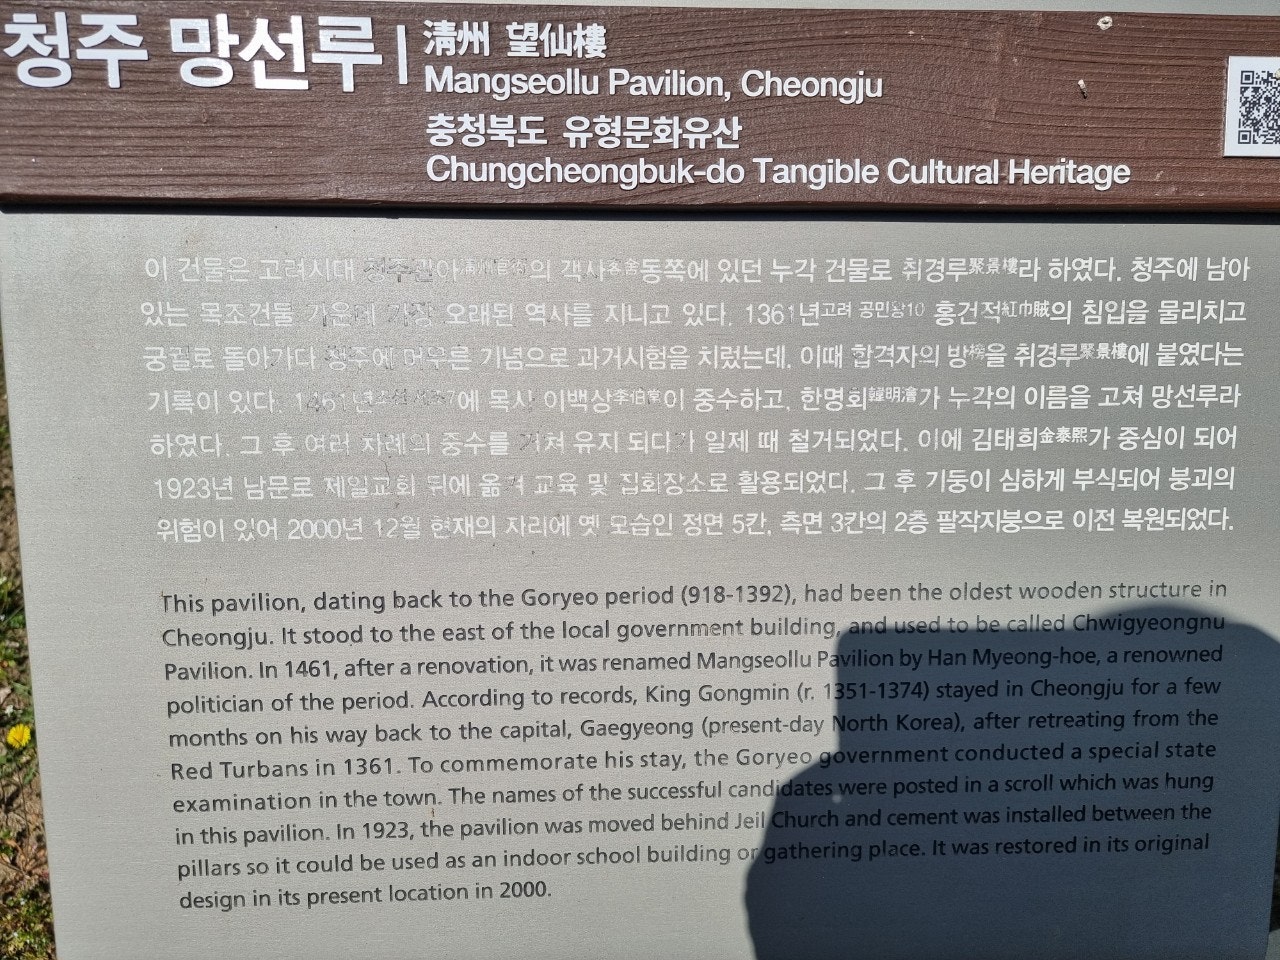 청주 망선루
淸州 望仙樓
Mangseollu Pavilion, Cheongju
충청북도 유형문화유산
Chungcheongbuk-do Tangible Cultural Heritage
이 건물은 고려시대 의 객사客舍동쪽에 있던 누각 건물로 취경루聚景樓라 하였다. 청주에 남아
있는 목조건물 가운데 가장 오래된 역사를 지니고 있다. 1361년고려 공민왕10 홍건적紅巾賊의 침입을 물리치고
궁궐로 돌아가다 청주에 머무른 기념으로 과거시험을 치렀는데, 이때 합격자의 방榜을 취경루聚景樓에 붙였다는
기록이 있다. 1461년 에 목사 이백상李伯常이 중수하고, 한명회韓明澮가 누각의 이름을 고쳐 망선루라
하였다. 그 후 여러 차례의 중수를 거쳐 유지 되다가 일제 때 철거되었다. 이에 김태희金泰熙가 중심이 되어
1923년 남문로 제일교회 뒤에 옮겨 교육 및 집회장소로 활용되었다. 그 후 기둥이 심하게 부식되어 붕괴의
위험이 있어 2000년 12월 현재의 자리에 옛 모습인 정면 5칸, 측면 3칸의 2층 팔작지붕으로 이전 복원되었다.
This pavilion, dating back to the Goryeo period (918-1392), had been the oldest wooden structure in
Cheongju. It stood to the east of the local government building, and used to be called Chwigyeongnu
Pavilion. In 1461, after a renovation, it was renamed Mangseollu Pavilion by Han Myeong-hoe, a renowned
politician of the period. According to records, King Gongmin (r. 1351-1374) stayed in Cheongju for a few
months on his way back to the capital, Gaegyeong (present-day North Korea), after retreating from the
Red Turbans in 1361. To commemorate his stay, the Goryeo government conducted a special state
examination in the town. The names of the successful candidates were posted in a scroll which was hung
in this pavilion. In 1923, the pavilion was moved behind Jeil Church and cement was installed between the
pillars so it could be used as an indoor school building or gathering place. It was restored in its original
design in its present location in 2000.